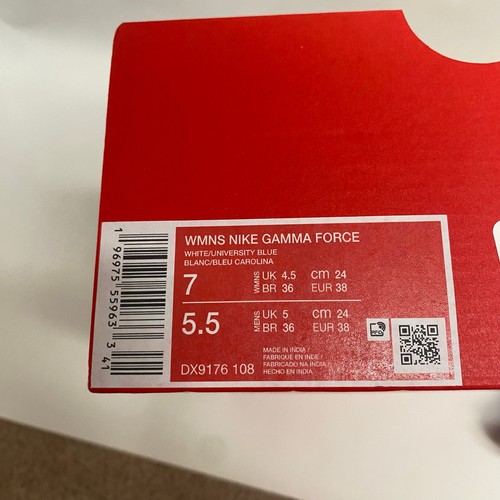 WMNS NIKE GAMMA FORCE
WHITE/UNIVERSITY BLUE
BLANC/BLEU CAROLINA
7 WMNS UK 4.5 cm 24
BR 36 EUR 38
5.5 MENS UK 5 cm 24
BR 36 EUR 38
DX9176 108
MADE IN INDIA /
FABRIQUE EN INDE /
FABRICADO NA INDIA /
HECHO EN INDIA
1 96975 55963 3 41